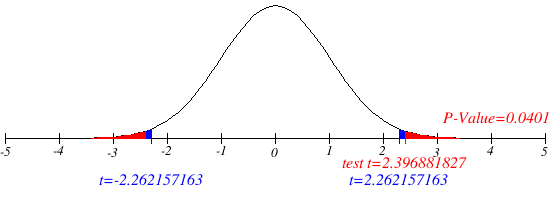 P-Value=0.0401
-5 -4 -3 -2 -1 0 1 2 3 4 5
test t=2.396881827
t=-2.262157163 t=2.262157163